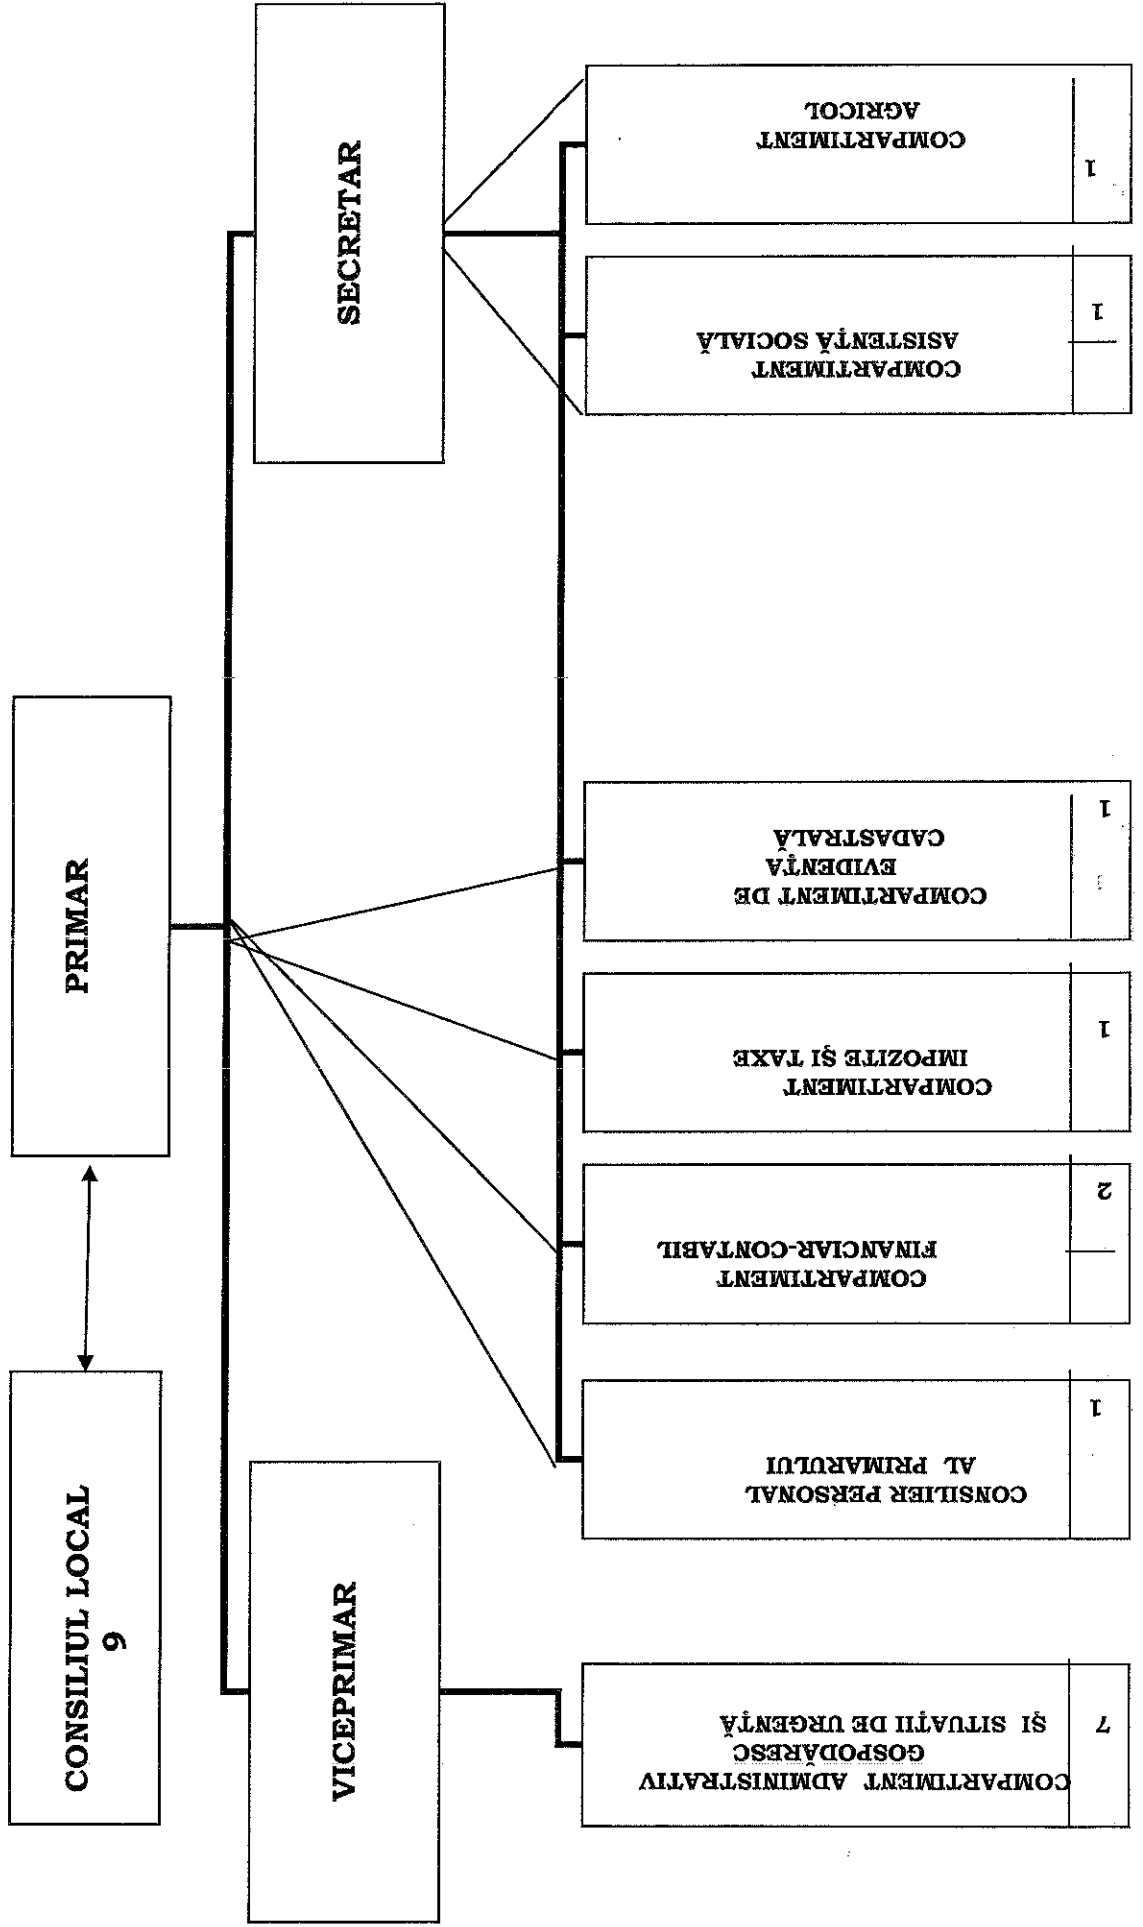 CONSILIUL LOCAL
9
PRIMAR
VICEPRIMAR
SECRETAR
COMPARTIMENT ADMINISTRATIV
GOSPODĂRESC
ȘI SITUAȚII DE URGENȚĂ
7
CONSILIER PERSONAL
AL PRIMARULUI
1
COMPARTIMENT
FINANCIAR-CONTABIL
2
COMPARTIMENT
IMPOZITE ȘI TAXE
1
COMPARTIMENT DE
EVIDENȚA
CADASTRALĂ
1
COMPARTIMENT
ASISTENȚĂ SOCIALĂ
1
COMPARTIMENT
AGRICOL
1